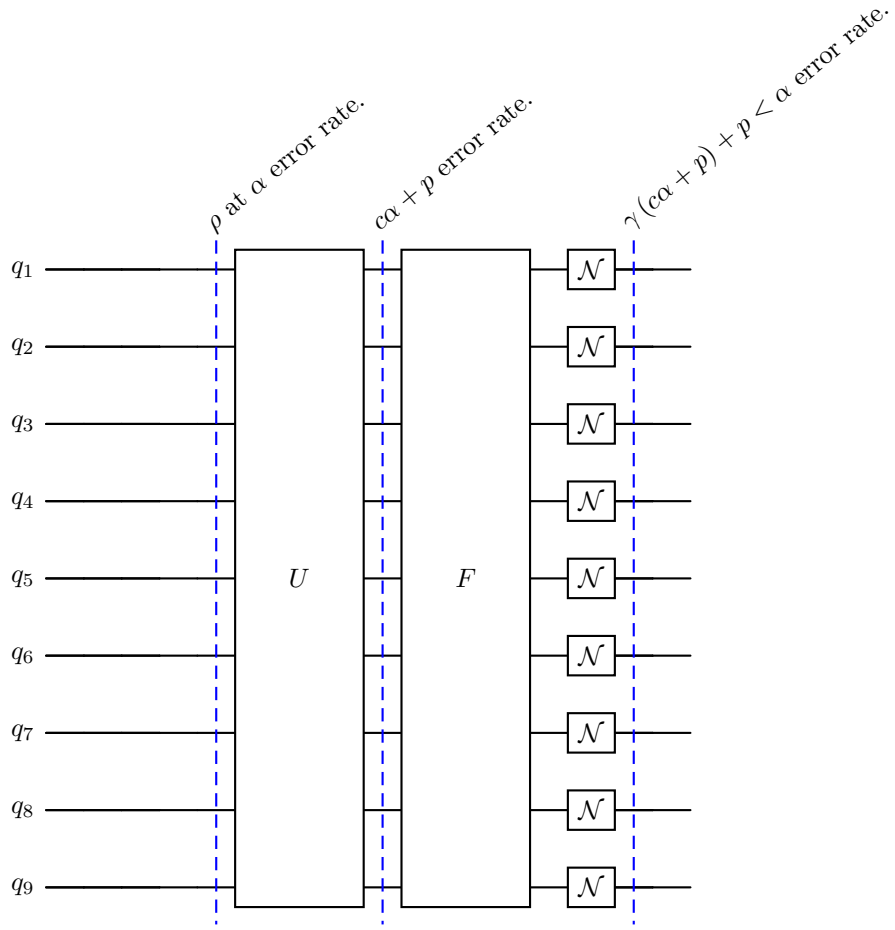 ρ at α error rate.
cα + p error rate.
γ (cα + p) + p < α error rate.
q₁ 𝒩
q₂ 𝒩
q₃ 𝒩
q₄ 𝒩
q₅ U F 𝒩
q₆ 𝒩
q₇ 𝒩
q₈ 𝒩
q₉ 𝒩